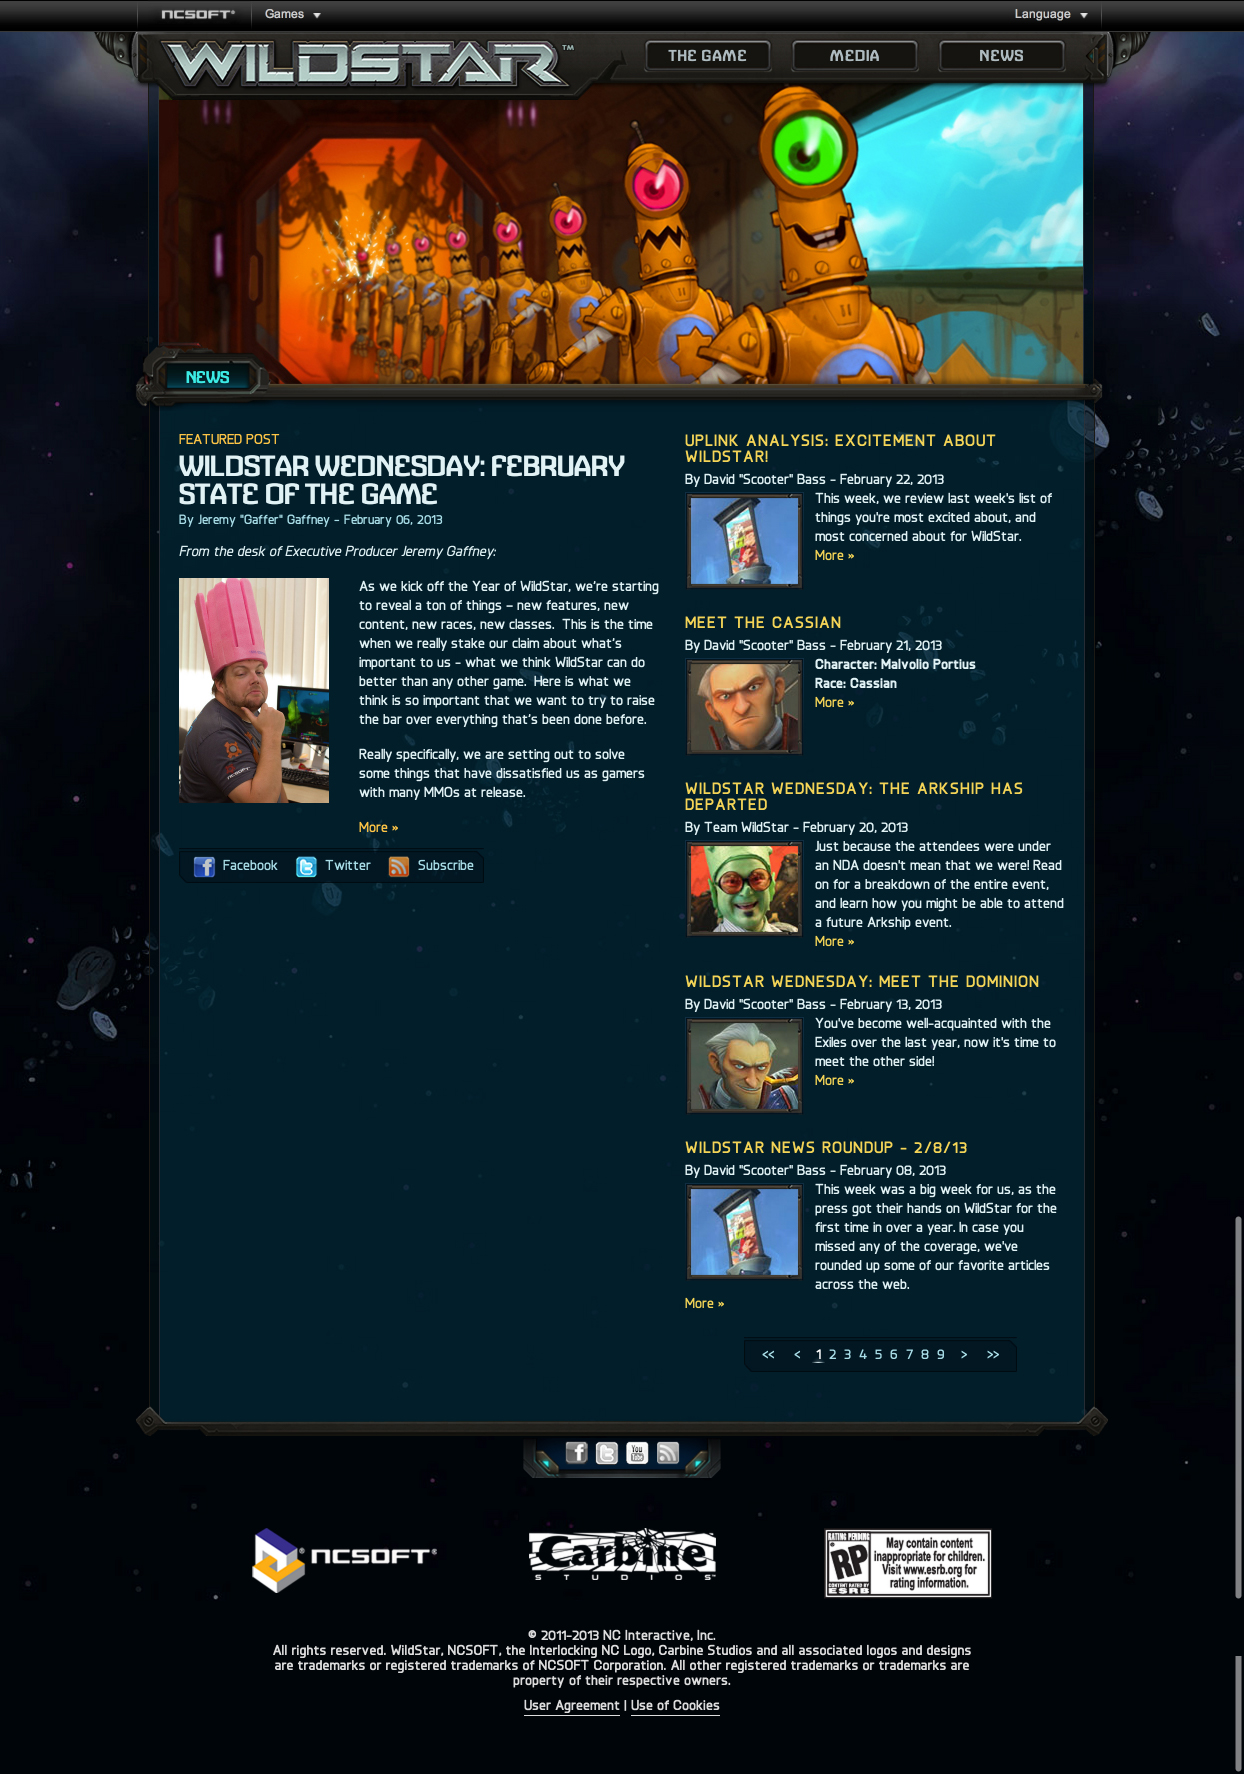 NCSOFT® Games Language
WILDSTAR™
THE GAME MEDIA NEWS
NEWS
FEATURED POST
WILDSTAR WEDNESDAY: FEBRUARY
STATE OF THE GAME
By Jeremy "Gaffer" Gaffney - February 06, 2013
From the desk of Executive Producer Jeremy Gaffney:
As we kick off the Year of WildStar, we're starting
to reveal a ton of things – new features, new
content, new races, new classes.  This is the time
when we really stake our claim about what's
important to us - what we think WildStar can do
better than any other game.  Here is what we
think is so important that we want to try to raise
the bar over everything that's been done before.
Really specifically, we are setting out to solve
some things that have dissatisfied us as gamers
with many MMOs at release.
More »
Facebook Twitter Subscribe
UPLINK ANALYSIS: EXCITEMENT ABOUT
WILDSTAR!
By David "Scooter" Bass - February 22, 2013
This week, we review last week's list of
things you're most excited about, and
most concerned about for WildStar.
More »
MEET THE CASSIAN
By David "Scooter" Bass - February 21, 2013
Character: Malvolio Portius
Race: Cassian
More »
WILDSTAR WEDNESDAY: THE ARKSHIP HAS
DEPARTED
By Team WildStar - February 20, 2013
Just because the attendees were under
an NDA doesn't mean that we were! Read
on for a breakdown of the entire event,
and learn how you might be able to attend
a future Arkship event.
More »
WILDSTAR WEDNESDAY: MEET THE DOMINION
By David "Scooter" Bass - February 13, 2013
You've become well-acquainted with the
Exiles over the last year, now it's time to
meet the other side!
More »
WILDSTAR NEWS ROUNDUP - 2/8/13
By David "Scooter" Bass - February 08, 2013
This week was a big week for us, as the
press got their hands on WildStar for the
first time in over a year. In case you
missed any of the coverage, we've
rounded up some of our favorite articles
across the web.
More »
<< < 1 2 3 4 5 6 7 8 9 > >>
You Tube
NCSOFT®
Carbine
STUDIOS™
RATING PENDING
RP
CONTENT RATED BY
ESRB
May contain content
inappropriate for children.
Visit www.esrb.org for
rating information.
© 2011-2013 NC Interactive, Inc.
All rights reserved. WildStar, NCSOFT, the Interlocking NC Logo, Carbine Studios and all associated logos and designs
are trademarks or registered trademarks of NCSOFT Corporation. All other registered trademarks or trademarks are
property of their respective owners.
User Agreement | Use of Cookies